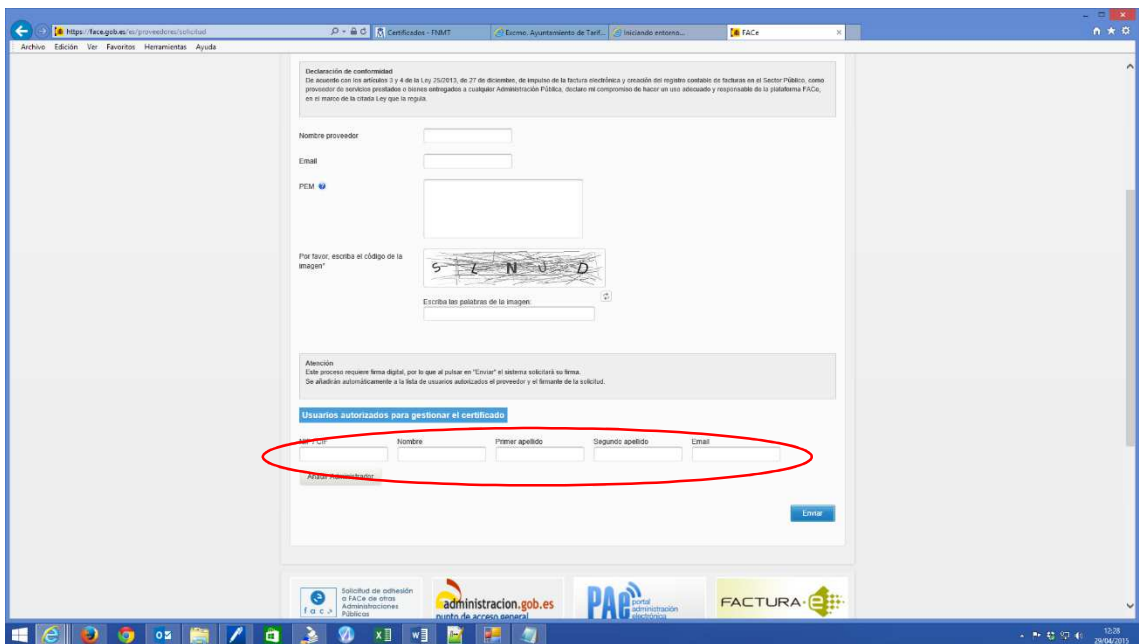 https://face.gob.es/es/proveedores/solicitud
Certificados - FNMT
Excmo. Ayuntamiento de Tarif...
Iniciando entorno...
FACe
Archivo Edición Ver Favoritos Herramientas Ayuda
Declaración de conformidad
De acuerdo con los artículos 3 y 4 de la Ley 25/2013, de 27 de diciembre, de impulso de la factura electrónica y creación del registro contable de facturas en el Sector Público, como
proveedor de servicios prestados o bienes entregados a cualquier Administración Pública, declaro mi compromiso de hacer un uso adecuado y responsable de la plataforma FACe,
en el marco de la citada Ley que la regula.
Nombre proveedor
Email
PEM
Por favor, escriba el código de la
imagen*
S L N U D
Escriba las palabras de la imagen:
Atención
Este proceso requiere firma digital, por lo que al pulsar en "Enviar" el sistema solicitará su firma.
Se añadirán automáticamente a la lista de usuarios autorizados el proveedor y el firmante de la solicitud.
Usuarios autorizados para gestionar el certificado
NIF / CIF Nombre Primer apellido Segundo apellido Email
Añadir Administrador
Enviar
face
Solicitud de adhesión
a FACe de otras
Administraciones
Públicas
administracion.gob.es
punto de acceso general
PAe portal
administración
electrónica
FACTURA-e
12:28
29/04/2015